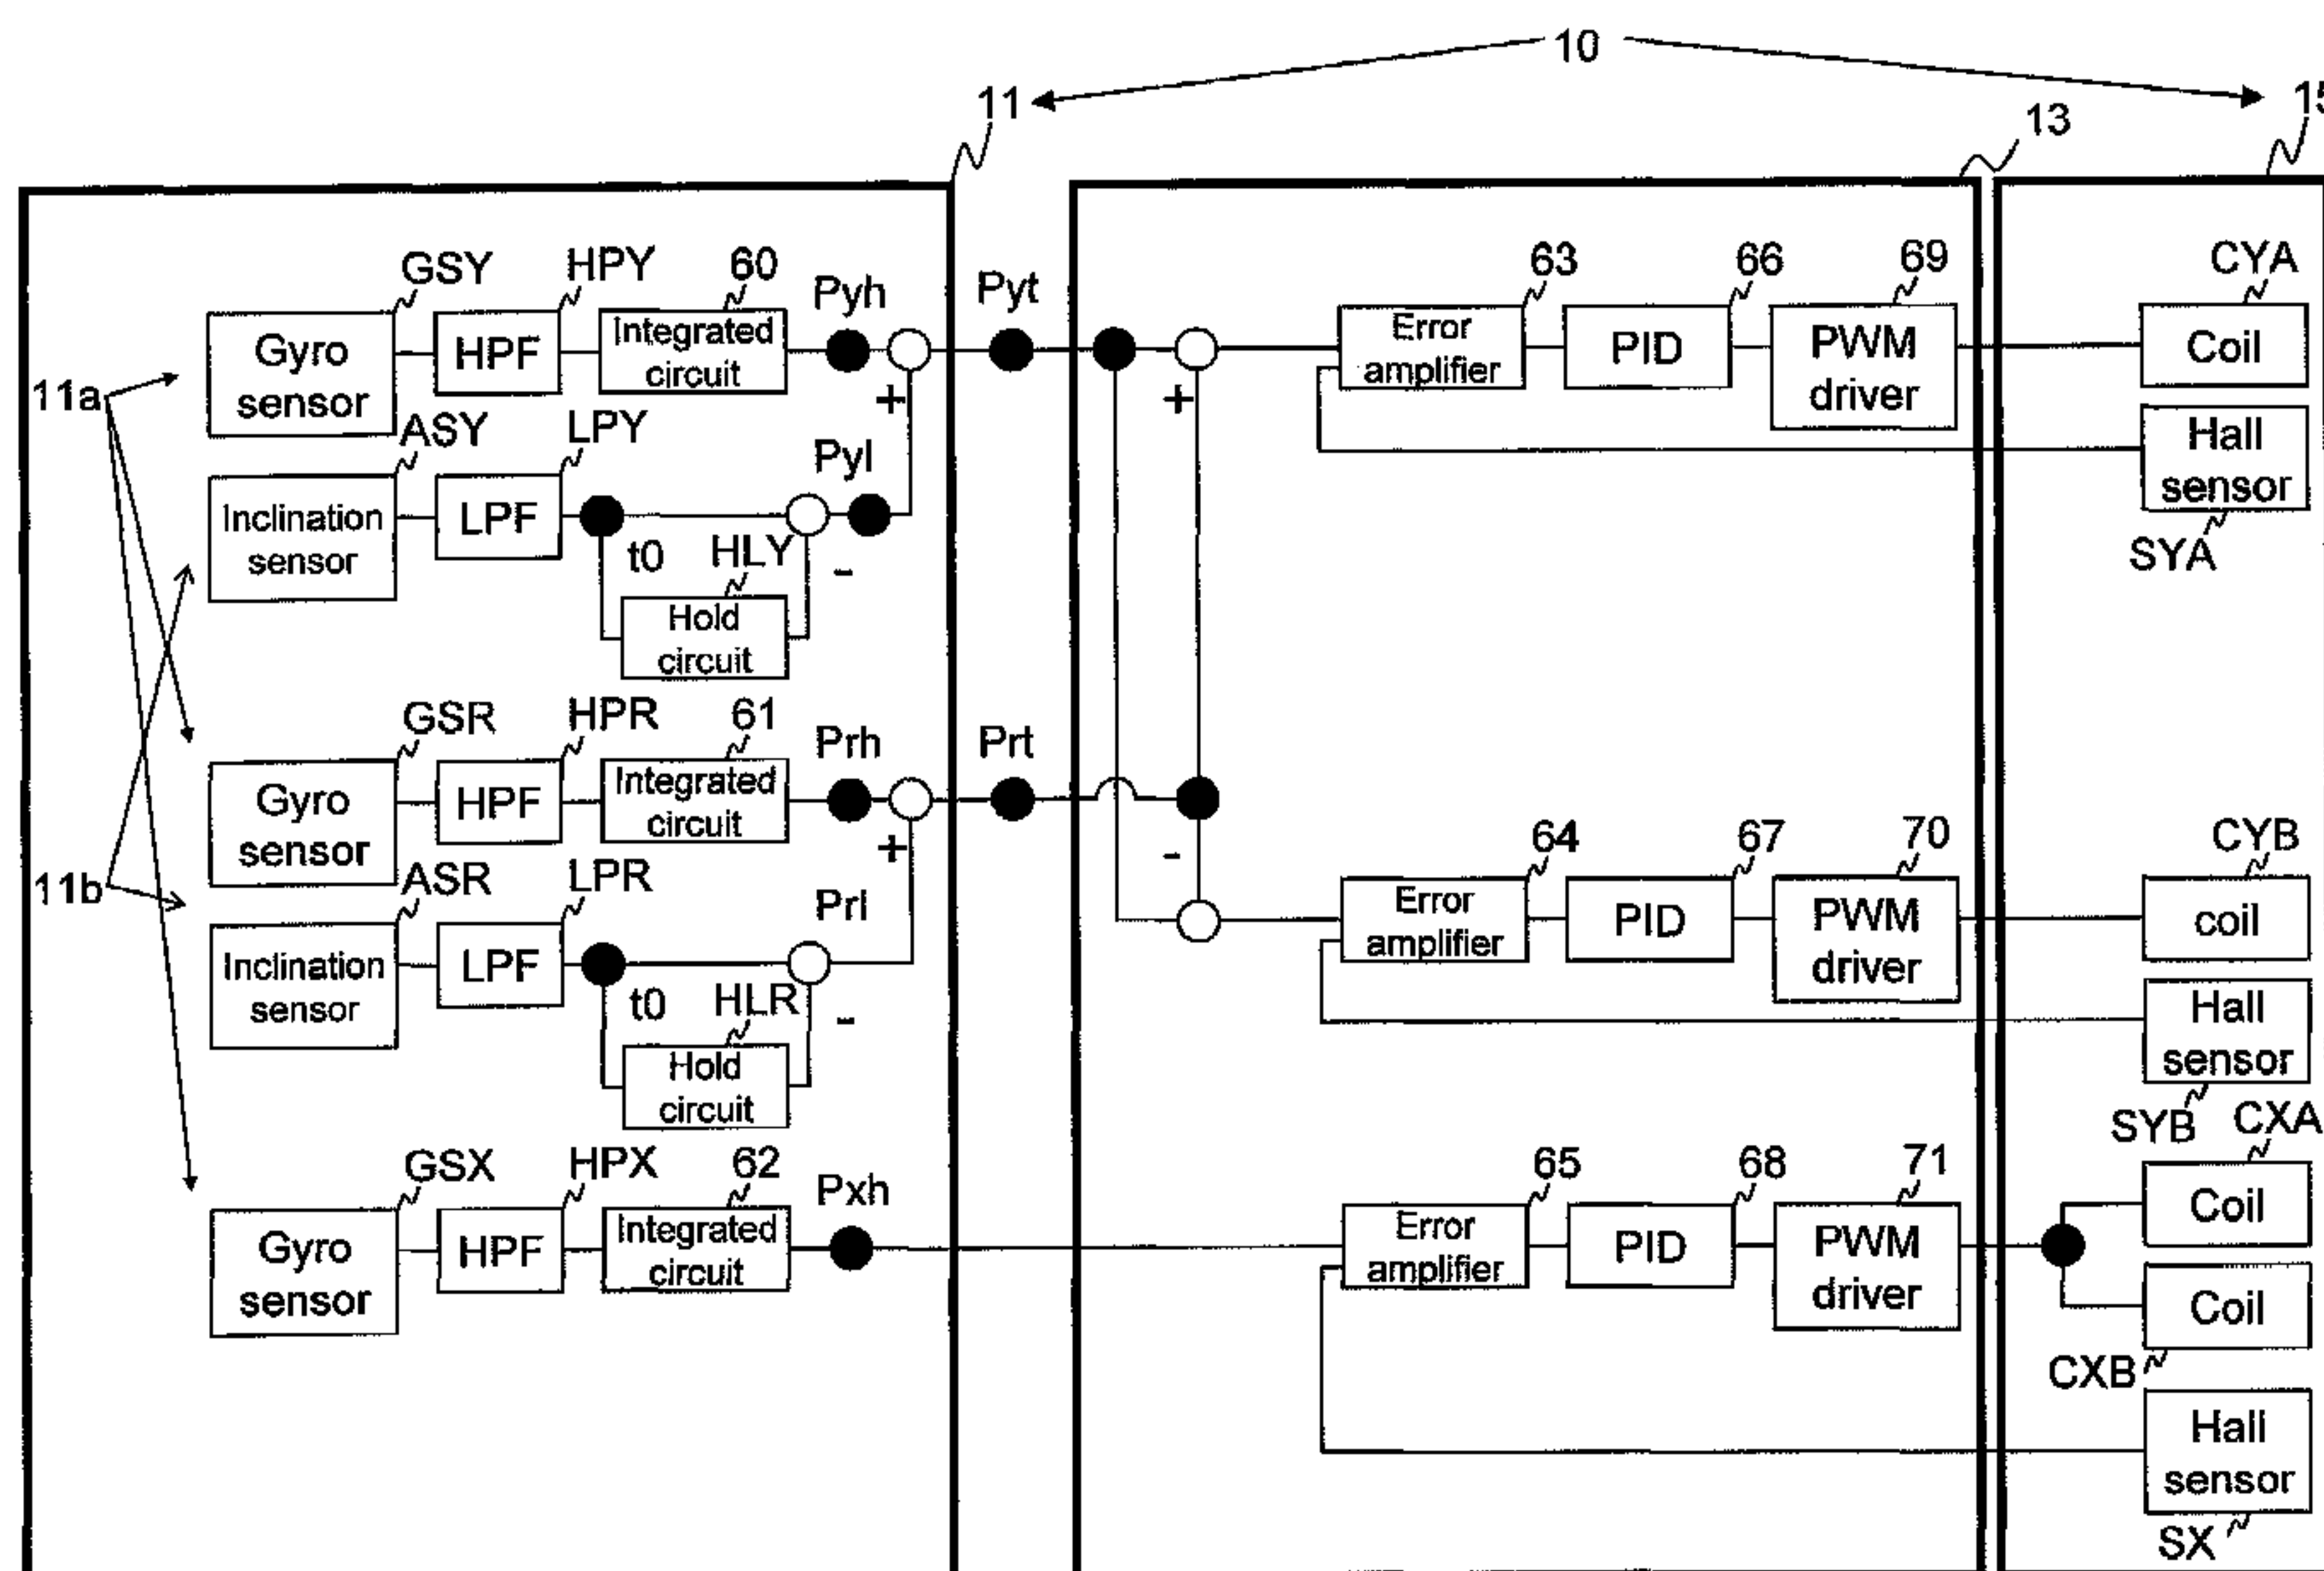 10
11
13
15
GSY
HPY
60
Pyh
Pyt
63
66
69
CYA
Gyro
sensor
HPF
Integrated
circuit
+
+
Error
amplifier
PID
PWM
driver
Coil
11a
ASY
LPY
Pyl
Hall
sensor
SYA
Inclination
sensor
LPF
t0
HLY
-
Hold
circuit
GSR
HPR
61
Prh
Prt
Gyro
sensor
HPF
Integrated
circuit
+
-
64
67
70
CYB
11b
ASR
LPR
Prl
Error
amplifier
PID
PWM
driver
coil
Inclination
sensor
LPF
t0
HLR
-
Hall
sensor
SYB
Hold
circuit
GSX
HPX
62
Pxh
65
68
71
CXA
Gyro
sensor
HPF
Integrated
circuit
Error
amplifier
PID
PWM
driver
Coil
Coil
CXB
Hall
sensor
SX